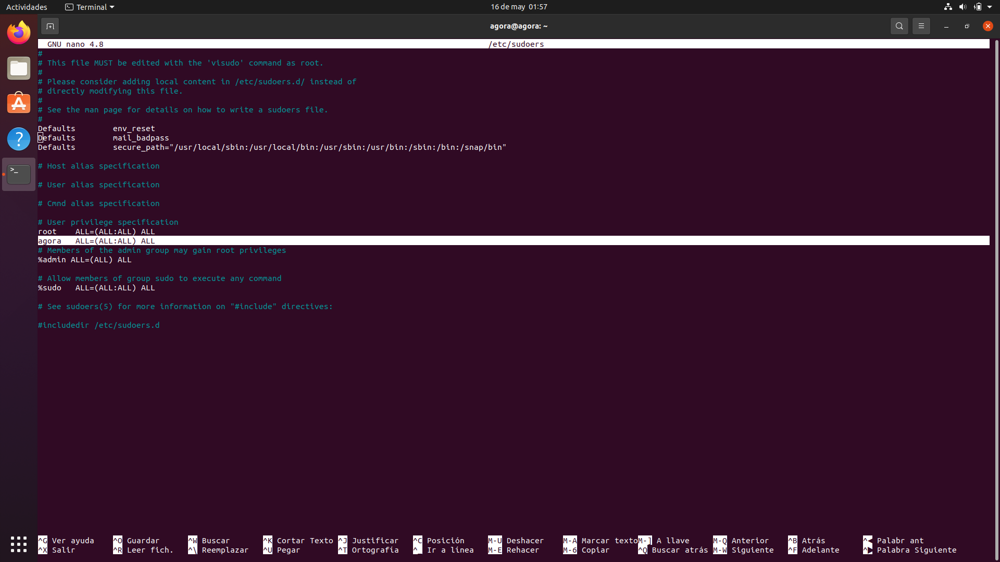 Actividades Terminal 16 de may 01:57
agora@agora: ~
GNU nano 4.8 /etc/sudoers
#
# This file MUST be edited with the 'visudo' command as root.
#
# Please consider adding local content in /etc/sudoers.d/ instead of
# directly modifying this file.
#
# See the man page for details on how to write a sudoers file.
#
Defaults        env_reset
Defaults        mail_badpass
Defaults        secure_path="/usr/local/sbin:/usr/local/bin:/usr/sbin:/usr/bin:/sbin:/bin:/snap/bin"
# Host alias specification
# User alias specification
# Cmnd alias specification
# User privilege specification
root    ALL=(ALL:ALL) ALL
agora   ALL=(ALL:ALL) ALL
# Members of the admin group may gain root privileges
%admin ALL=(ALL) ALL
# Allow members of group sudo to execute any command
%sudo   ALL=(ALL:ALL) ALL
# See sudoers(5) for more information on "#include" directives:
#includedir /etc/sudoers.d
^G Ver ayuda ^O Guardar ^W Buscar ^K Cortar Texto ^J Justificar ^C Posición M-U Deshacer M-A Marcar texto M-] A llave M-Q Anterior ^B Atrás ^◀ Palabr ant
^X Salir ^R Leer fich. ^\ Reemplazar ^U Pegar ^T Ortografía ^_ Ir a línea M-E Rehacer M-6 Copiar ^Q Buscar atrás M-W Siguiente ^F Adelante ^▶ Palabra Siguiente